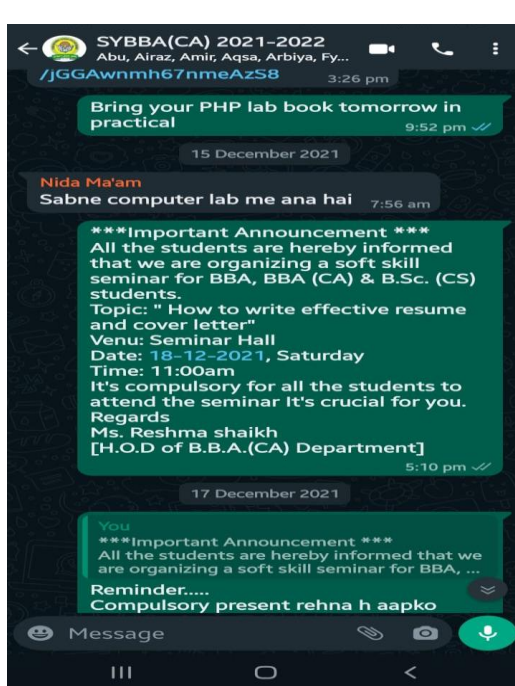 SYBBA(CA) 2021-2022
Abu, Airaz, Amir, Aqsa, Arbiya, Fy...
/jGGAwnmh67nmeAzS8 3:26 pm
Bring your PHP lab book tomorrow in
practical
9:52 pm
15 December 2021
Nida Ma'am
Sabne computer lab me ana hai 7:56 am
***Important Announcement ***
All the students are hereby informed
that we are organizing a soft skill
seminar for BBA, BBA (CA) & B.Sc. (CS)
students.
Topic: " How to write effective resume
and cover letter"
Venu: Seminar Hall
Date: 18-12-2021, Saturday
Time: 11:00am
It's compulsory for all the students to
attend the seminar It's crucial for you.
Regards
Ms. Reshma shaikh
[H.O.D of B.B.A.(CA) Department]
5:10 pm
17 December 2021
You
***Important Announcement ***
All the students are hereby informed that we
are organizing a soft skill seminar for BBA, ...
Reminder.....
Compulsory present rehna h aapko
Message